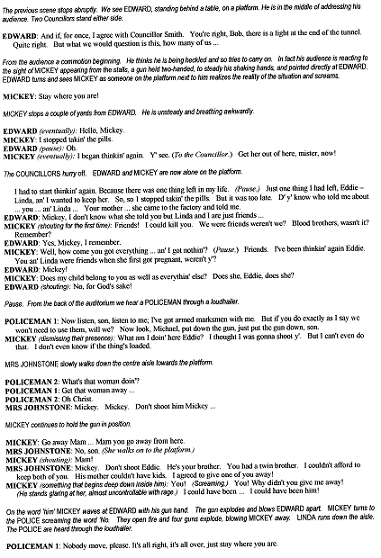 The previous scene stops abruptly. We see EDWARD, standing behind a table, on a platform. He is in the middle of addressing his
audience. Two Councillors stand either side.
EDWARD: And if, for once, I agree with Councillor Smith. You're right, Bob, there is a light at the end of the tunnel.
Quite right. But what we would question is this, how many of us ...
From the audience a commotion beginning. He thinks he is being heckled and so tries to carry on. In fact his audience is reacting to
the sight of MICKEY appearing from the stalls, a gun held two-handed, to steady his shaking hands, and pointed directly at EDWARD.
EDWARD turns and sees MICKEY as someone on the platform next to him realizes the reality of the situation and screams.
MICKEY: Stay where you are!
MICKEY stops a couple of yards from EDWARD. He is unsteady and breathing awkwardly.
EDWARD (eventually): Hello, Mickey.
MICKEY: I stopped takin' the pills.
EDWARD (pause): Oh.
MICKEY (eventually): I began thinkin' again. Y' see. (To the Councillor.) Get her out of here, mister, now!
The COUNCILLORS hurry off. EDWARD and MICKEY are now alone on the platform.
I had to start thinkin' again. Because there was one thing left in my life. (Pause.) Just one thing I had left, Eddie –
Linda, an' I wanted to keep her. So, so I stopped takin' the pills. But it was too late. D' y' know who told me about
... you ... an' Linda ... Your mother ... she came to the factory and told me.
EDWARD: Mickey, I don't know what she told you but Linda and I are just friends ...
MICKEY (shouting for the first time): Friends! I could kill you. We were friends weren't we? Blood brothers, wasn't it?
Remember?
EDWARD: Yes, Mickey, I remember.
MICKEY: Well, how come you got everything ... an' I got nothin'? (Pause.) Friends. I've been thinkin' again Eddie.
You an' Linda were friends when she first got pregnant, weren't y'?
EDWARD: Mickey!
MICKEY: Does my child belong to you as well as everythin' else? Does she, Eddie, does she?
EDWARD (shouting): No, for God's sake!
Pause. From the back of the auditorium we hear a POLICEMAN through a loudhailer.
POLICEMAN 1: Now listen, son, listen to me; I've got armed marksmen with me. But if you do exactly as I say we
won't need to use them, will we? Now look, Michael, put down the gun, just put the gun down, son.
MICKEY (dismissing their presence): What am I doin' here Eddie? I thought I was gonna shoot y'. But I can't even do
that. I don't even know if the thing's loaded.
MRS JOHNSTONE slowly walks down the centre aisle towards the platform.
POLICEMAN 2: What's that woman doin'?
POLICEMAN 1: Get that woman away ...
POLICEMAN 2: Oh Christ.
MRS JOHNSTONE: Mickey. Mickey. Don't shoot him Mickey ...
MICKEY continues to hold the gun in position.
MICKEY: Go away Mam ... Mam you go away from here.
MRS JOHNSTONE: No, son. (She walks on to the platform.)
MICKEY (shouting): Mam!
MRS JOHNSTONE: Mickey. Don't shoot Eddie. He's your brother. You had a twin brother. I couldn't afford to
keep both of you. His mother couldn't have kids. I agreed to give one of you away!
MICKEY (something that begins deep down inside him): You! (Screaming.) You! Why didn't you give me away!
(He stands glaring at her, almost uncontrollable with rage.) I could have been ... I could have been him!
On the word 'him' MICKEY waves at EDWARD with his gun hand. The gun explodes and blows EDWARD apart. MICKEY turns to
the POLICE screaming the word 'No. They open fire and four guns explode, blowing MICKEY away. LINDA runs down the aisle.
The POLICE are heard through the loudhailer.
POLICEMAN 1: Nobody move, please. It's all right, it's all over, just stay where you are.